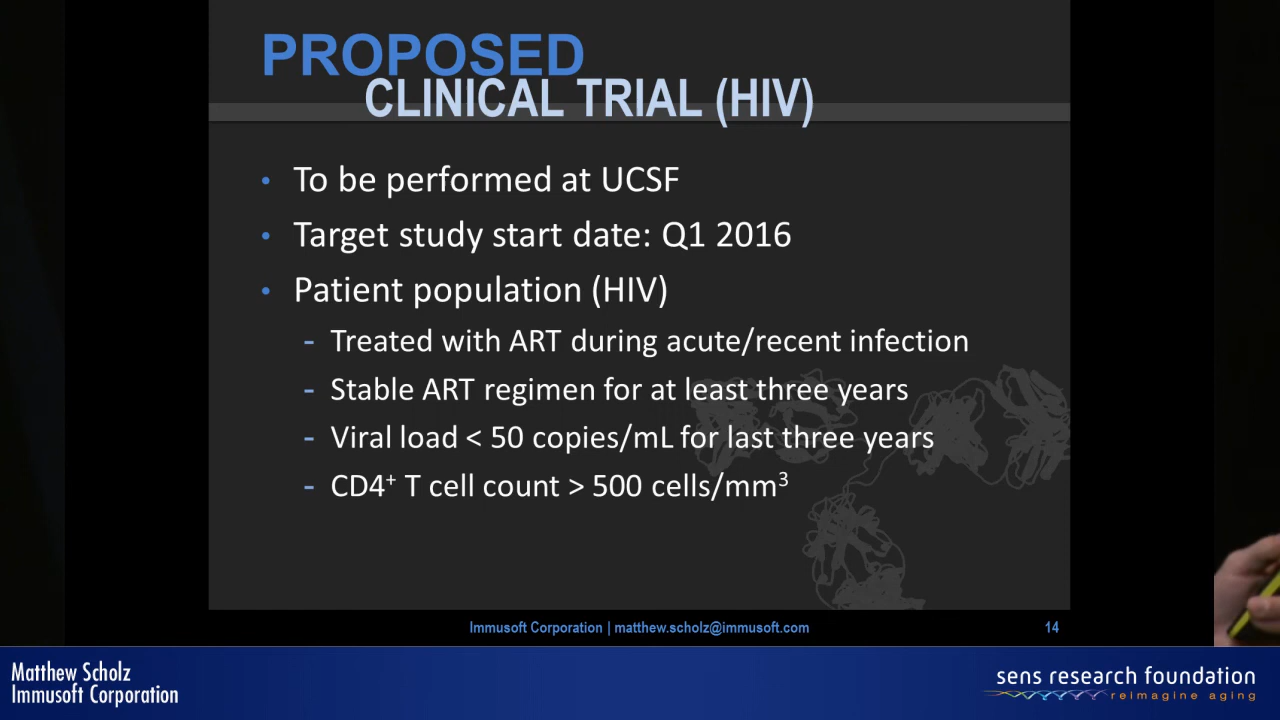 PROPOSED
CLINICAL TRIAL (HIV)
• To be performed at UCSF
• Target study start date: Q1 2016
• Patient population (HIV)
- Treated with ART during acute/recent infection
- Stable ART regimen for at least three years
- Viral load < 50 copies/mL for last three years
- CD4⁺ T cell count > 500 cells/mm³
Immusoft Corporation | matthew.scholz@immusoft.com 14
Matthew Scholz
Immusoft Corporation
sens research foundation
reimagine aging